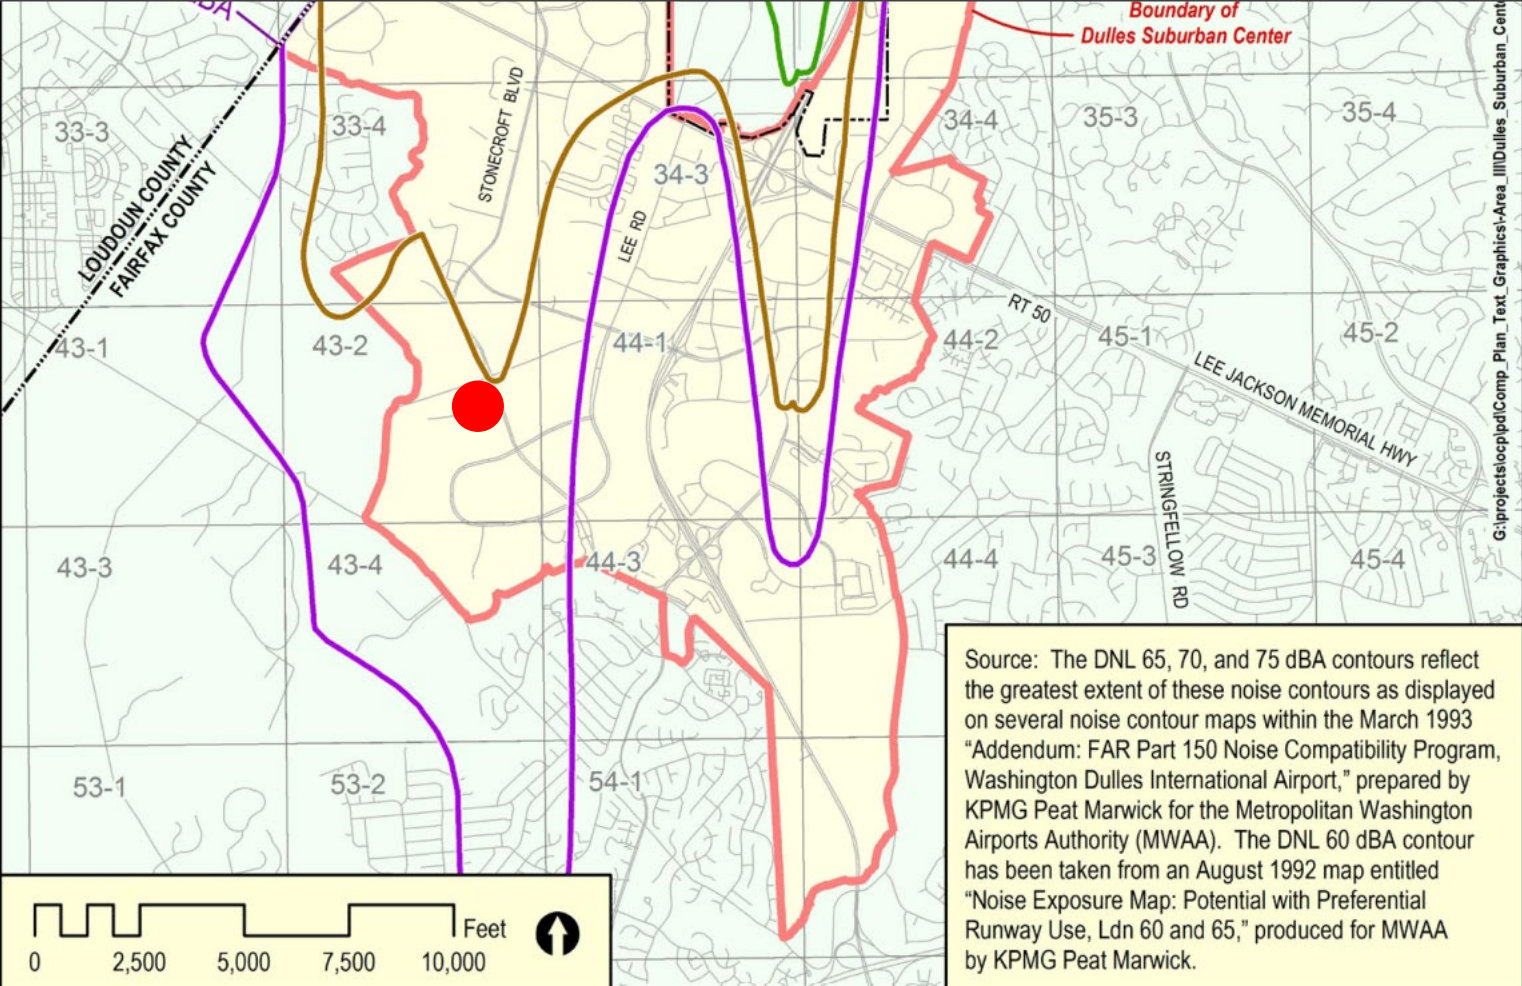 BA
Boundary of
Dulles Suburban Center
G:\projects\ocp\pd\Comp_Plan_Text_Graphics\-Area_III\Dulles_Suburban_Cent
33-3
33-4
STONECROFT BLVD
34-3
34-4
35-3
35-4
LOUDOUN COUNTY
FAIRFAX COUNTY
LEE RD
RT 50
43-1
43-2
44-1
44-2
45-1
45-2
LEE JACKSON MEMORIAL HWY
STRINGFELLOW RD
43-3
43-4
44-3
44-4
45-3
45-4
53-1
53-2
54-1
Source: The DNL 65, 70, and 75 dBA contours reflect
the greatest extent of these noise contours as displayed
on several noise contour maps within the March 1993
“Addendum: FAR Part 150 Noise Compatibility Program,
Washington Dulles International Airport,” prepared by
KPMG Peat Marwick for the Metropolitan Washington
Airports Authority (MWAA). The DNL 60 dBA contour
has been taken from an August 1992 map entitled
“Noise Exposure Map: Potential with Preferential
Runway Use, Ldn 60 and 65,” produced for MWAA
by KPMG Peat Marwick.
Feet
0 2,500 5,000 7,500 10,000